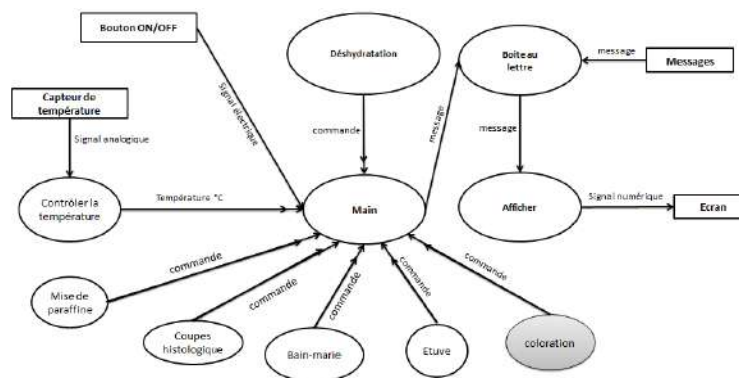 Bouton ON/OFF
Déshydratation
Boite au
lettre
message
Messages
Capteur de
température
Signal électrique
Signal analogique
commande
message
message
Contrôler la
température
Température °C
Main
Afficher
Signal numérique
Ecran
commande
commande
commande
commande
commande
Mise de
paraffine
Coupes
histologique
Bain-marie
Etuve
coloration